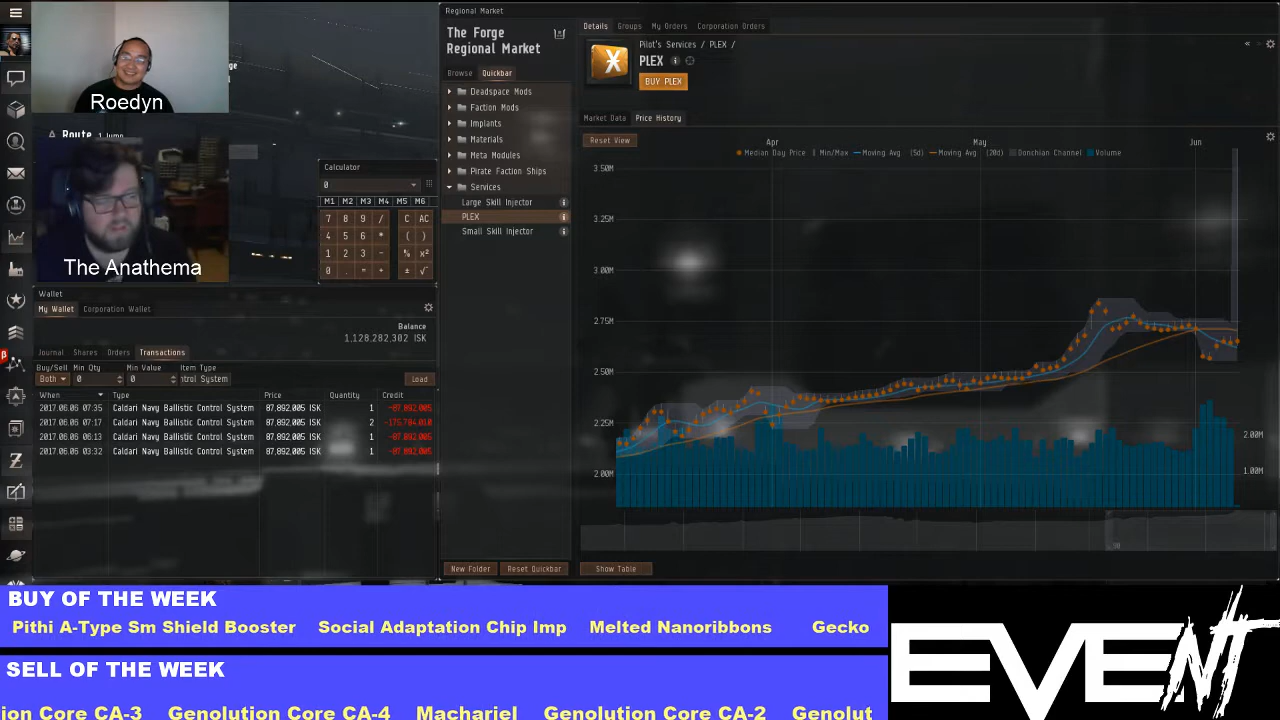 Roedyn
Route 1 Jump
The Anathema
Calculator
0
M1 M2 M3 M4 M5 M6
7 8 9 / C AC
4 5 6 * ( )
1 2 3 - % x²
0 . = + ± √
Wallet
My Wallet Corporation Wallet
Balance
1,128,282,302 ISK
Journal Shares Orders Transactions
Buy/Sell Min Qty Min Value Item Type
Both 0 0 ntrol System Load
When Type Price Quantity Credit
2017.06.06 07:35 Caldari Navy Ballistic Control System 87,892,005 ISK 1 -87,892,005
2017.06.06 07:17 Caldari Navy Ballistic Control System 87,892,005 ISK 2 -175,784,010
2017.06.06 06:13 Caldari Navy Ballistic Control System 87,892,005 ISK 1 -87,892,005
2017.06.06 03:32 Caldari Navy Ballistic Control System 87,892,005 ISK 1 -87,892,005
Regional Market
The Forge
Regional Market
Browse Quickbar
Deadspace Mods
Faction Mods
Implants
Materials
Meta Modules
Pirate Faction Ships
Services
Large Skill Injector
PLEX
Small Skill Injector
New Folder Reset Quickbar
Details Groups My Orders Corporation Orders
Pilot's Services / PLEX /
PLEX
BUY PLEX
Market Data Price History
Reset View
Apr May Jun
Median Day Price Min/Max Moving Avg (5d) Moving Avg (20d) Donchian Channel Volume
3.50M
3.25M
3.00M
2.75M
2.50M
2.25M
2.00M
2.00M
1.00M
90
Show Table
BUY OF THE WEEK
Pithi A-Type Sm Shield Booster Social Adaptation Chip Imp Melted Nanoribbons Gecko
SELL OF THE WEEK
ion Core CA-3 Genolution Core CA-4 Machariel Genolution Core CA-2 Genolut
EVE NT